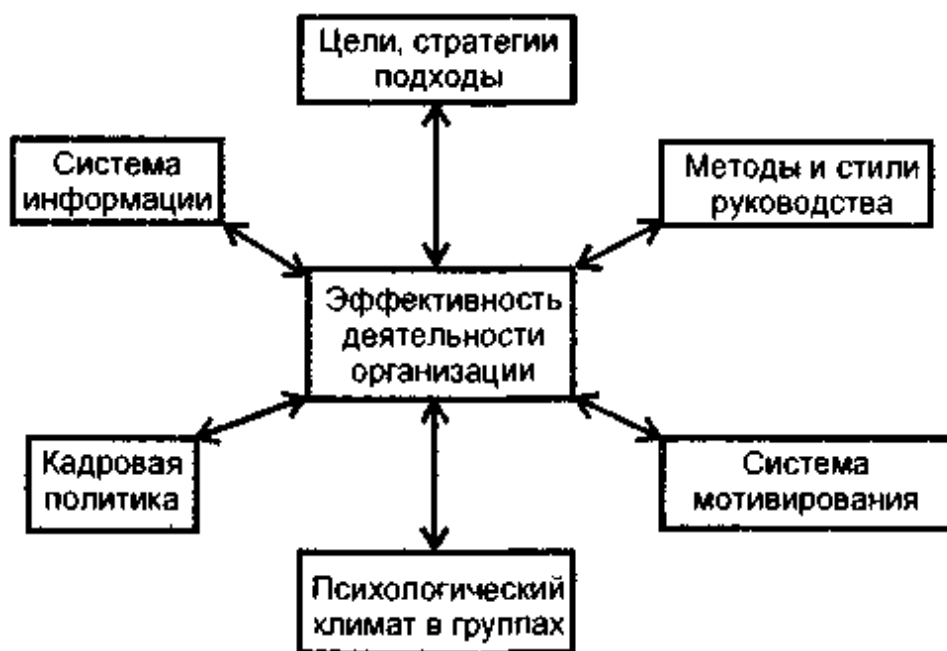 Цели, стратегии
подходы
Система
информации
Методы и стили
руководства
Эффективность
деятельности
организации
Кадровая
политика
Система
мотивирования
Психологический
климат в группах